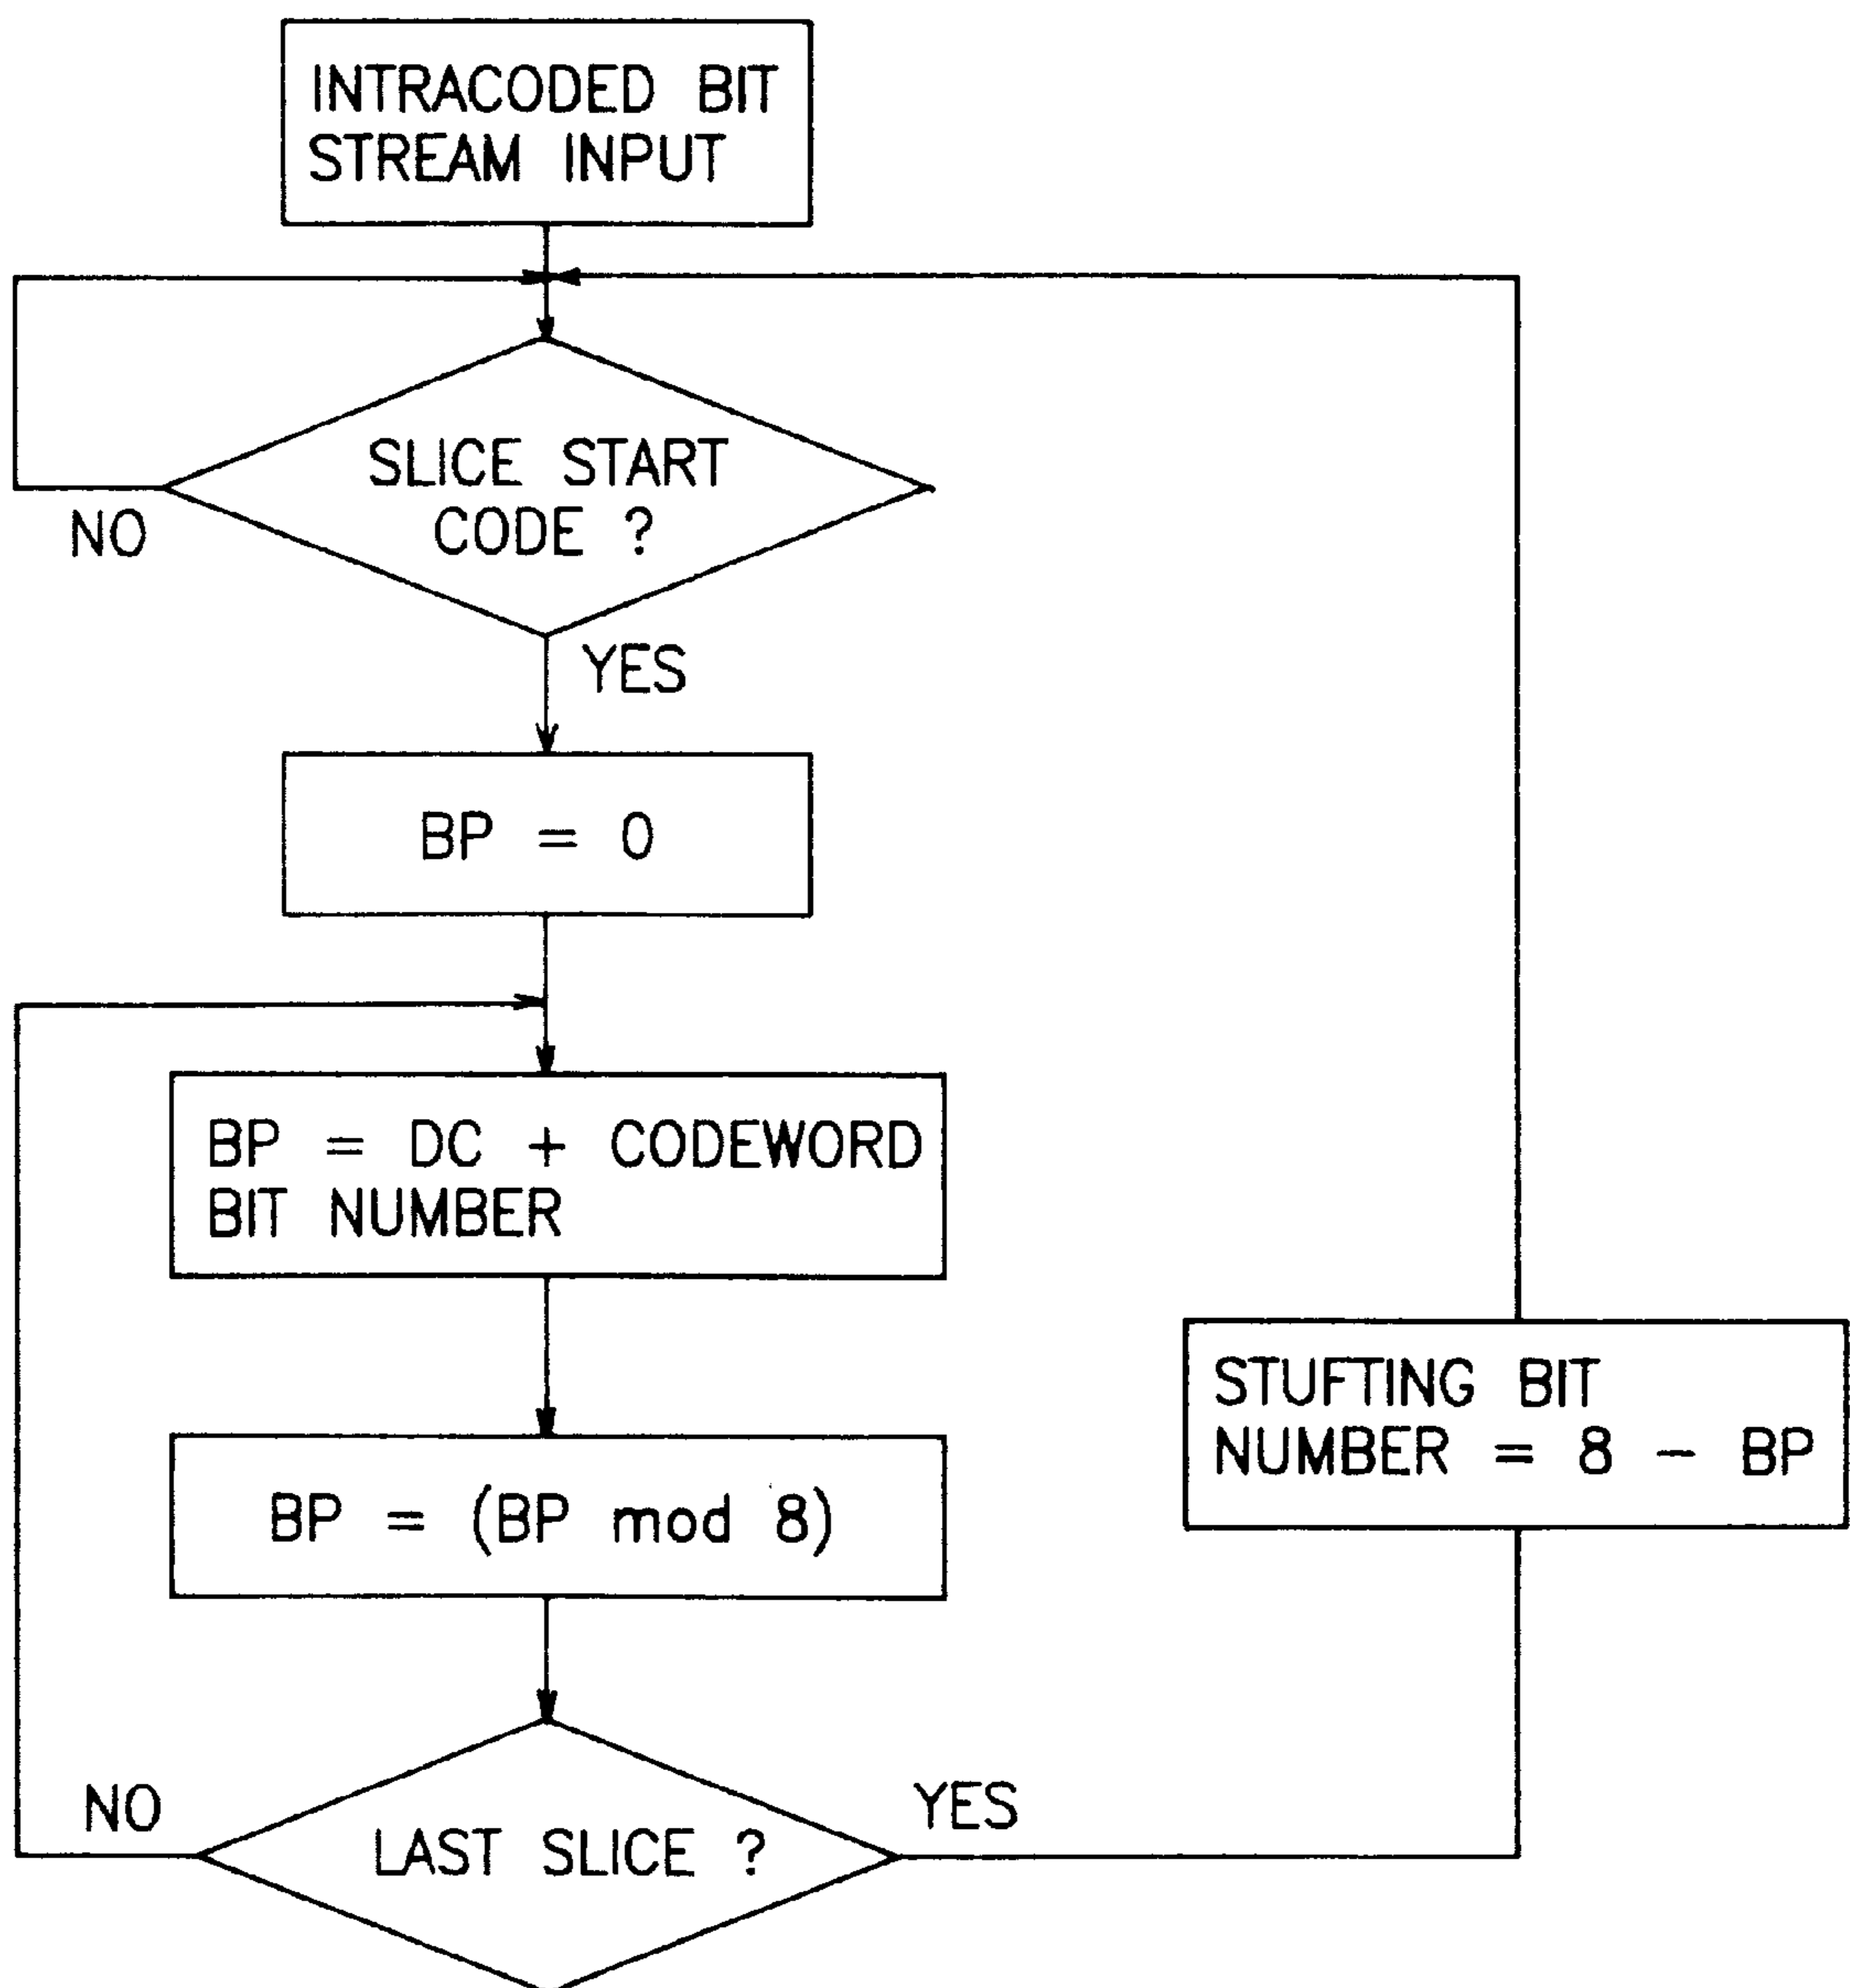 INTRACODED BIT
STREAM INPUT
SLICE START
CODE ?
NO
YES
BP = 0
BP = DC + CODEWORD
BIT NUMBER
BP = (BP mod 8)
STUFTING BIT
NUMBER = 8 - BP
NO
LAST SLICE ?
YES